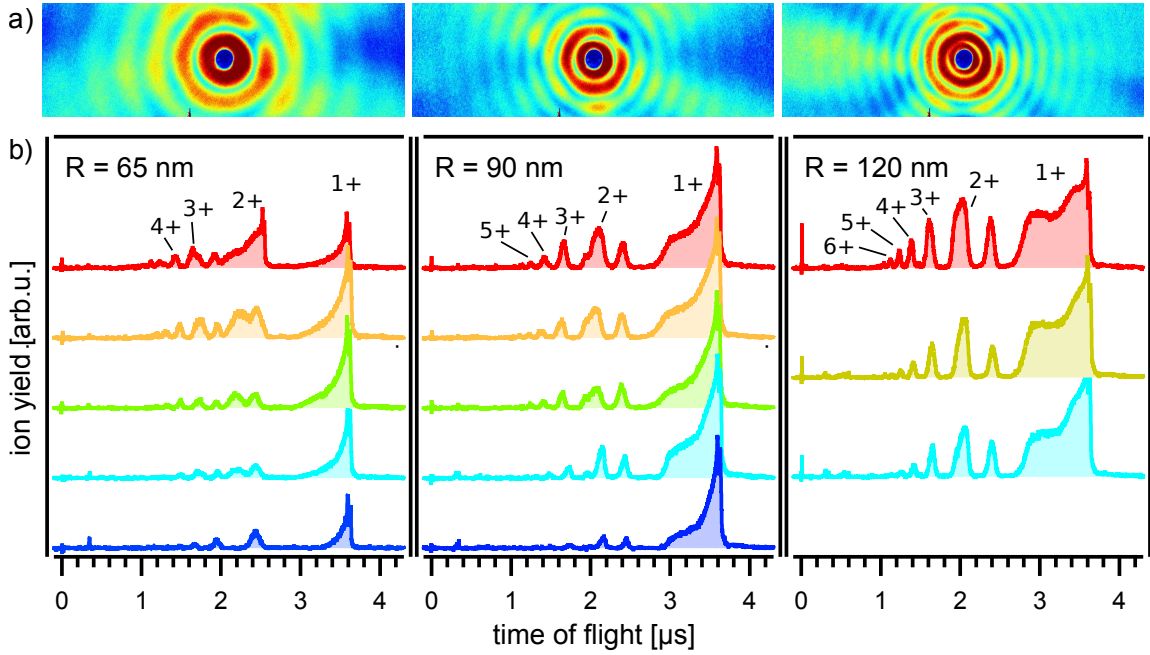 a)
b)
R = 65 nm
4+
3+
2+
1+
R = 90 nm
5+
4+
3+
2+
1+
R = 120 nm
6+
5+
4+
3+
2+
1+
ion yield [arb.u.]
0 1 2 3 4
0 1 2 3 4
0 1 2 3 4
time of flight [µs]